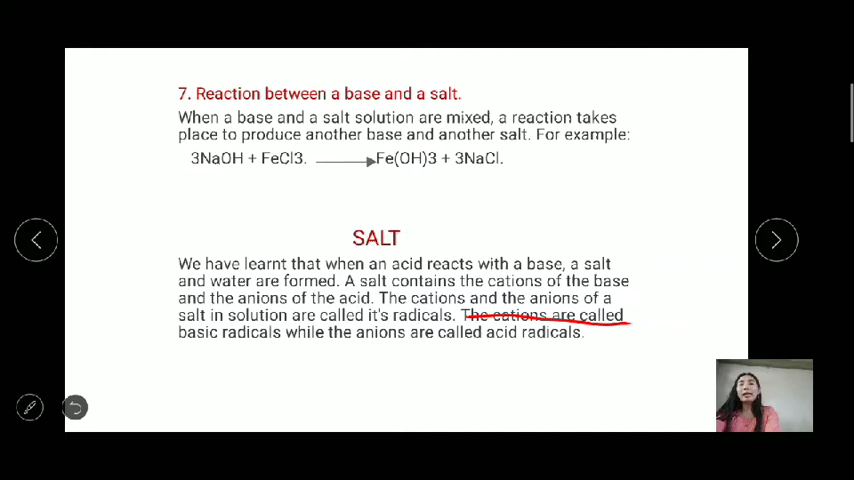 7. Reaction between a base and a salt.
When a base and a salt solution are mixed, a reaction takes
place to produce another base and another salt. For example:
3NaOH + FeCl3. Fe(OH)3 + 3NaCl.
SALT
We have learnt that when an acid reacts with a base, a salt
and water are formed. A salt contains the cations of the base
and the anions of the acid. The cations and the anions of a
salt in solution are called it's radicals. The cations are called
basic radicals while the anions are called acid radicals.